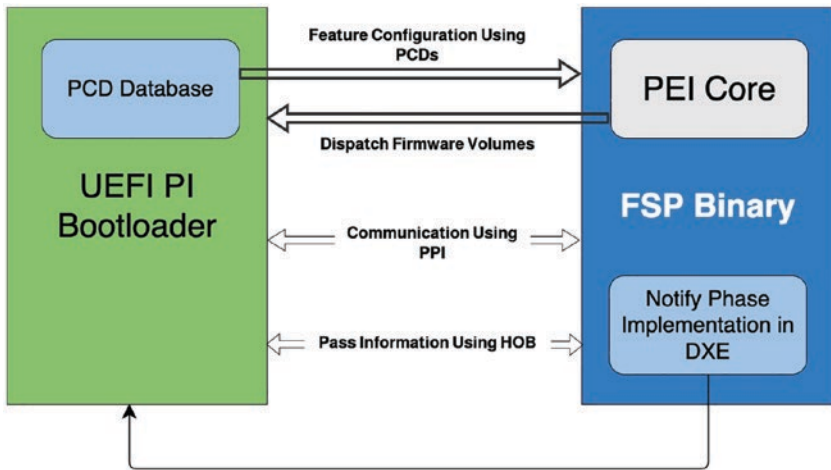 Feature Configuration Using
PCDs
PCD Database
PEI Core
Dispatch Firmware Volumes
UEFI PI
Bootloader
FSP Binary
Communication Using
PPI
Notify Phase
Implementation in
DXE
Pass Information Using HOB